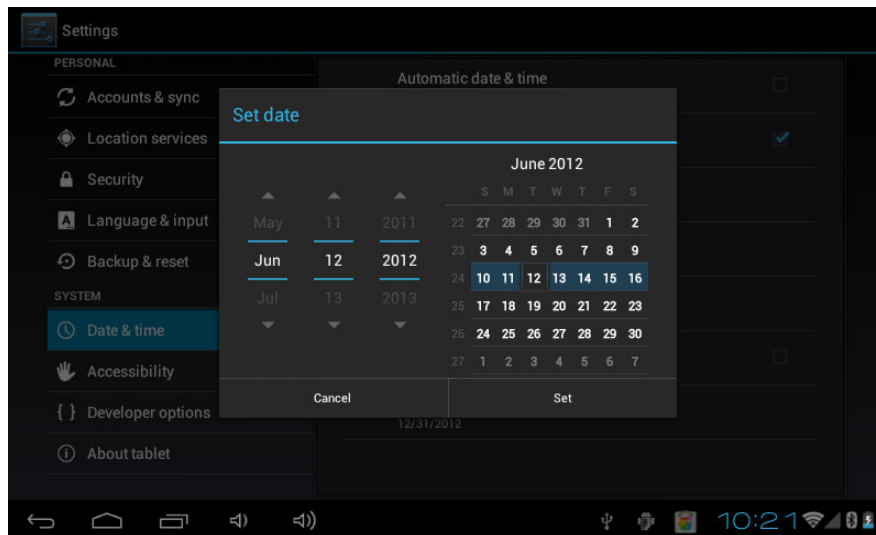 Settings
PERSONAL
Accounts & sync
Location services
Security
Language & input
Backup & reset
SYSTEM
Date & time
Accessibility
{ } Developer options
About tablet
Automatic date & time
Set date
May 11 2011
Jun 12 2012
Jul 13 2013
June 2012
S M T W T F S
22 27 28 29 30 31 1 2
23 3 4 5 6 7 8 9
24 10 11 12 13 14 15 16
25 17 18 19 20 21 22 23
26 24 25 26 27 28 29 30
27 1 2 3 4 5 6 7
Cancel Set
12/31/2012
10:21